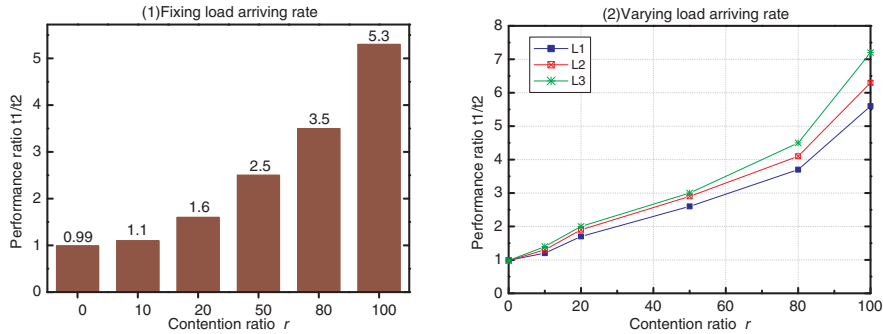 (1)Fixing load arriving rate
Performance ratio t1/t2
5
4
3
2
1
0
0.99
1.1
1.6
2.5
3.5
5.3
0 10 20 50 80 100
Contention ratio r
(2)Varying load arriving rate
Performance ratio t1/t2
8
7
6
5
4
3
2
1
0
L1
L2
L3
0 20 40 60 80 100
Contention ratio r